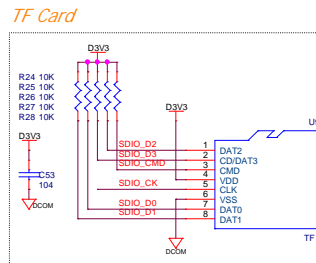 TF Card
D3V3
R24 10K
R25 10K
R26 10K
R27 10K
R28 10K
D3V3
D3V3
C53
104
DCOM
SDIO_D2
SDIO_D3
SDIO_CMD
SDIO_CK
SDIO_D0
SDIO_D1
1 DAT2
2 CD/DAT3
3 CMD
4 VDD
5 CLK
6 VSS
7 DAT0
8 DAT1
DCOM
TF